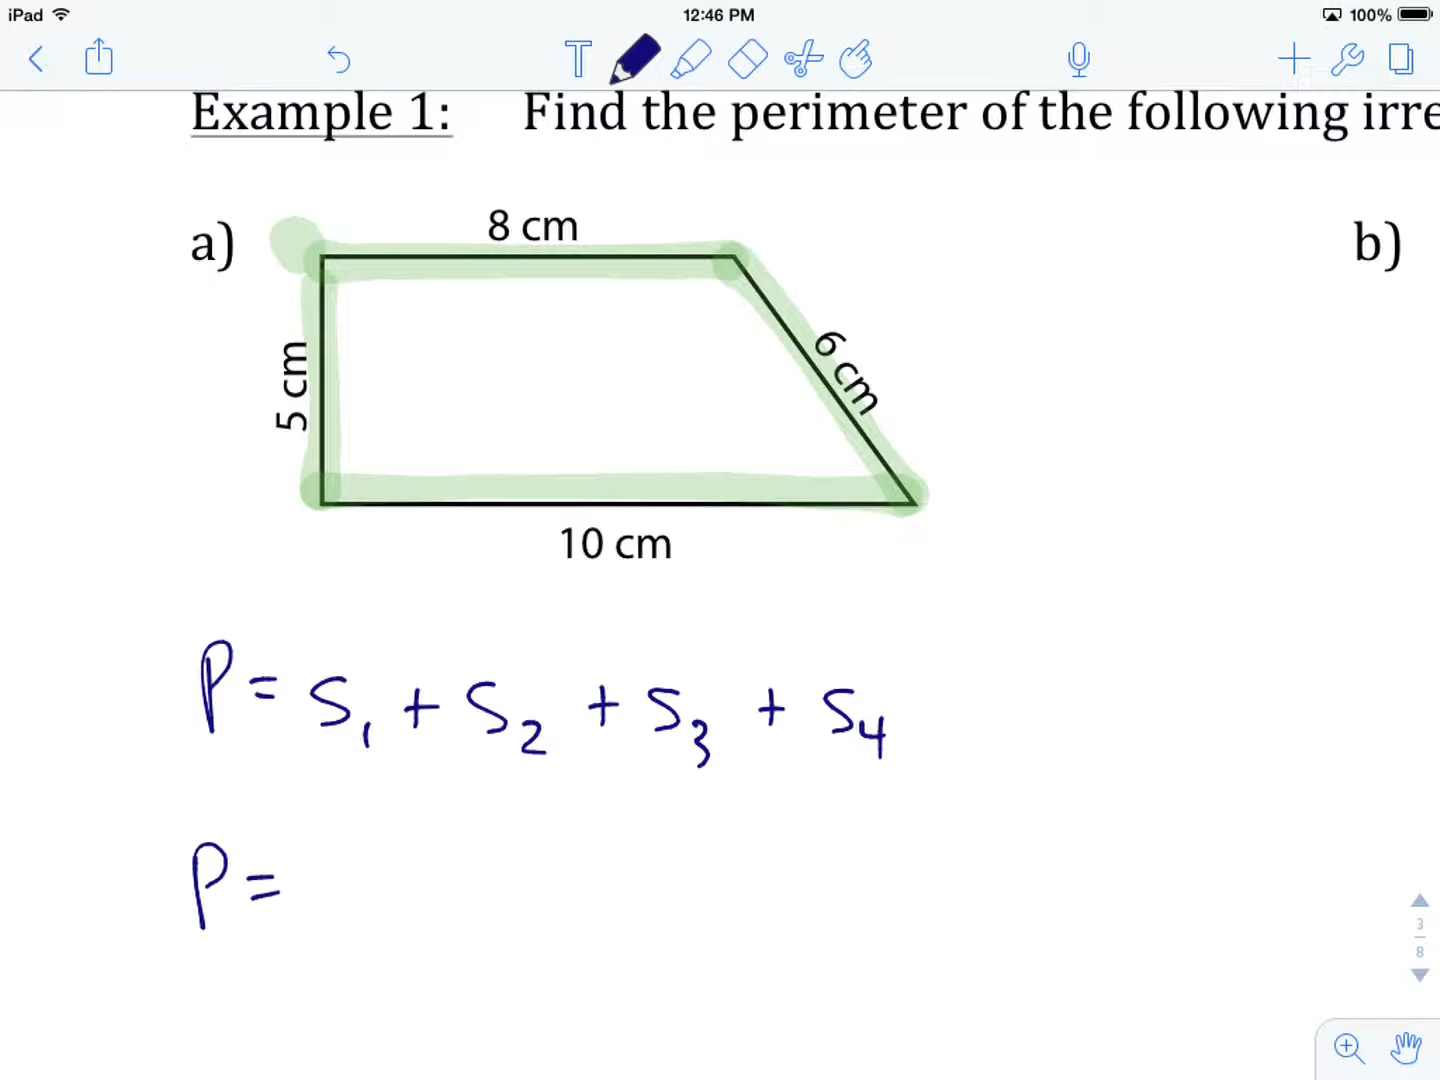 iPad 12:46 PM 100%
T
Example 1: Find the perimeter of the following irre
a) 8 cm b)
5 cm
6 cm
10 cm
P = S₁ + S₂ + S₃ + S₄
P =
3
8